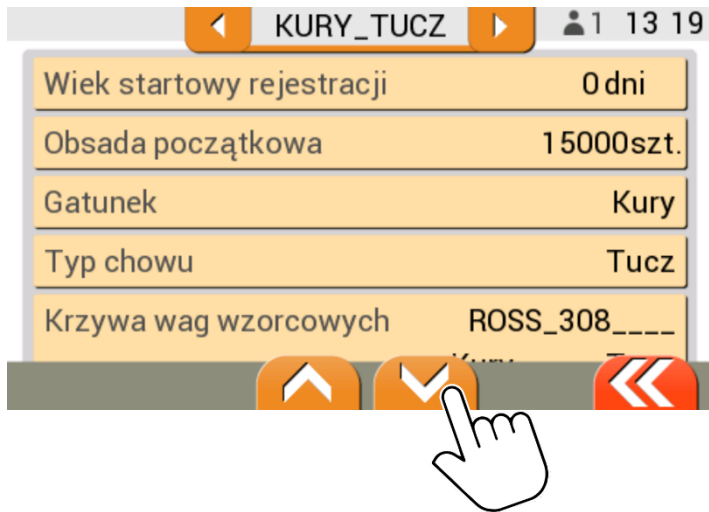 KURY_TUCZ 1 13 19
Wiek startowy rejestracji 0 dni
Obsada początkowa 15000szt.
Gatunek Kury
Typ chowu Tucz
Krzywa wag wzorcowych ROSS_308____